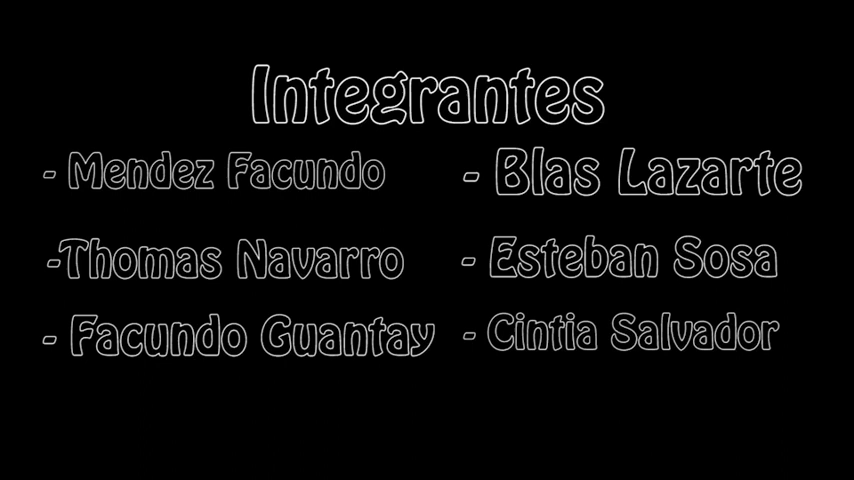 Integrantes
- Mendez Facundo
- Blas Lazarte
-Thomas Navarro
- Esteban Sosa
- Facundo Guantay
- Cintia Salvador